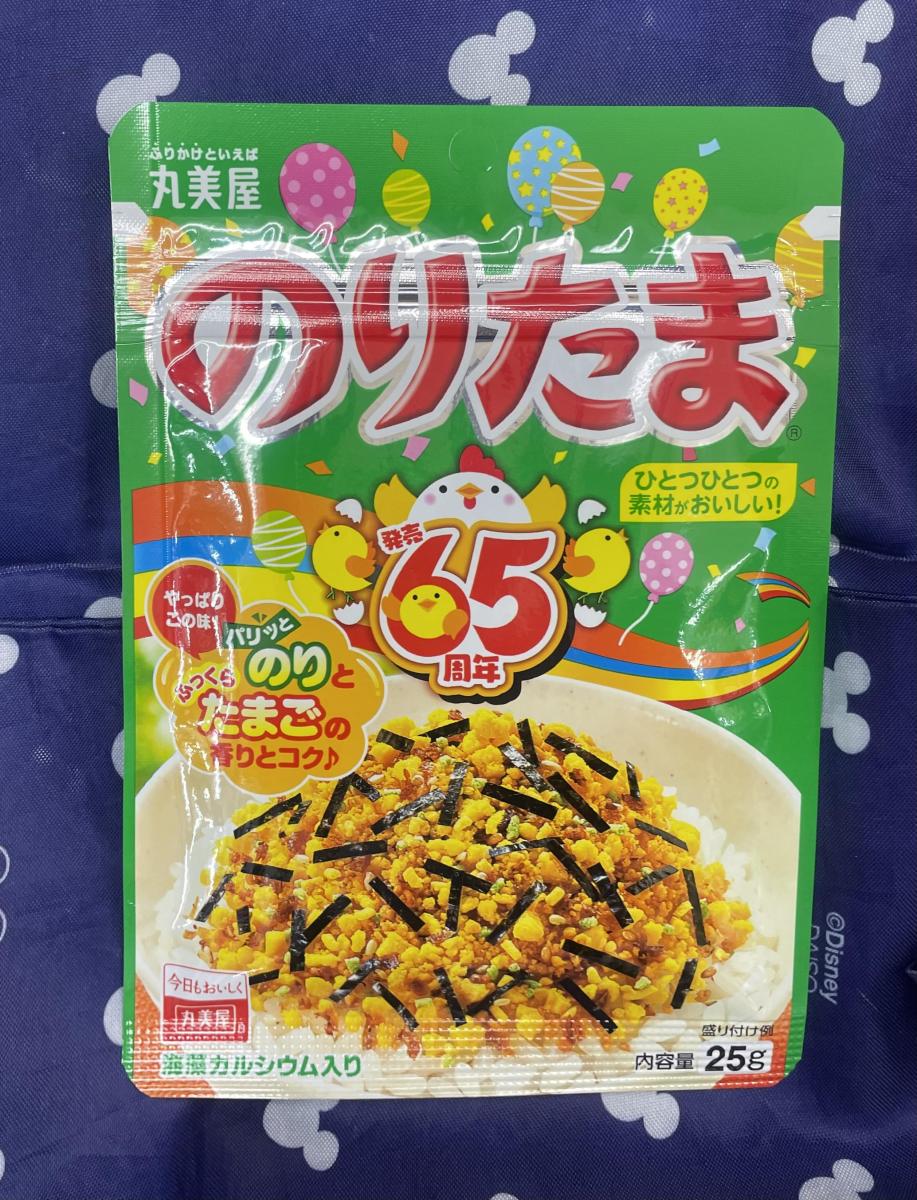 ふりかけといえば
丸美屋
のりたま
®
ひとつひとつの
素材がおいしい!
発売
65
周年
やっぱり
この味!
パリッと
のりと
ふっくら
たまごの
香りとコク♪
今日もおいしく
丸美屋
海藻カルシウム入り
盛り付け例
内容量 25g
©Disney
DAISO